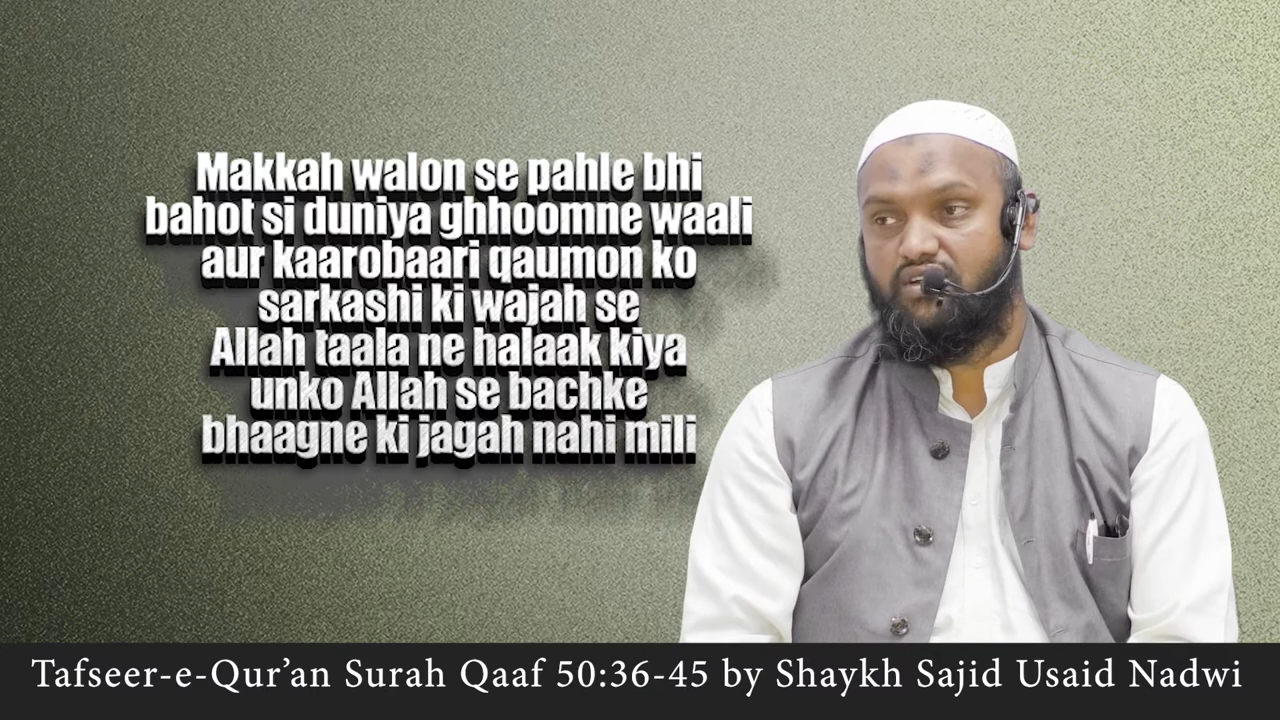 Makkah walon se pahle bhi
bahot si duniya ghhoomne waali
aur kaarobaari qaumon ko
sarkashi ki wajah se
Allah taala ne halaak kiya
unko Allah se bachke
bhaagne ki jagah nahi mili
Tafseer-e-Qur’an Surah Qaaf 50:36-45 by Shaykh Sajid Usaid Nadwi